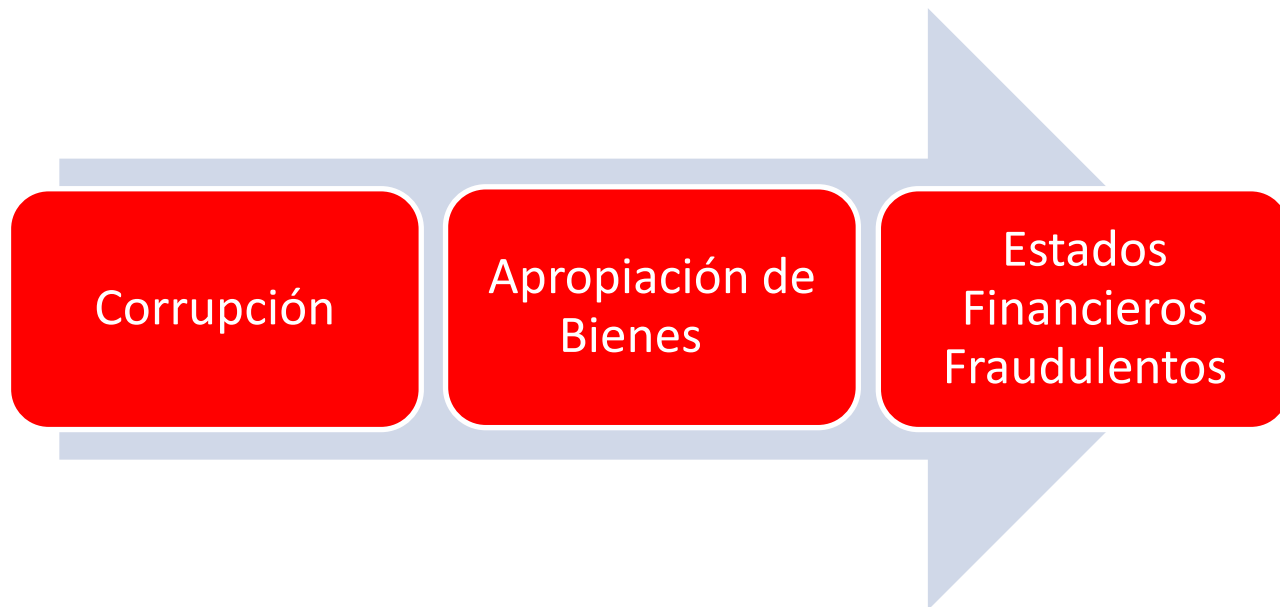 Corrupción
Apropiación de
Bienes
Estados
Financieros
Fraudulentos